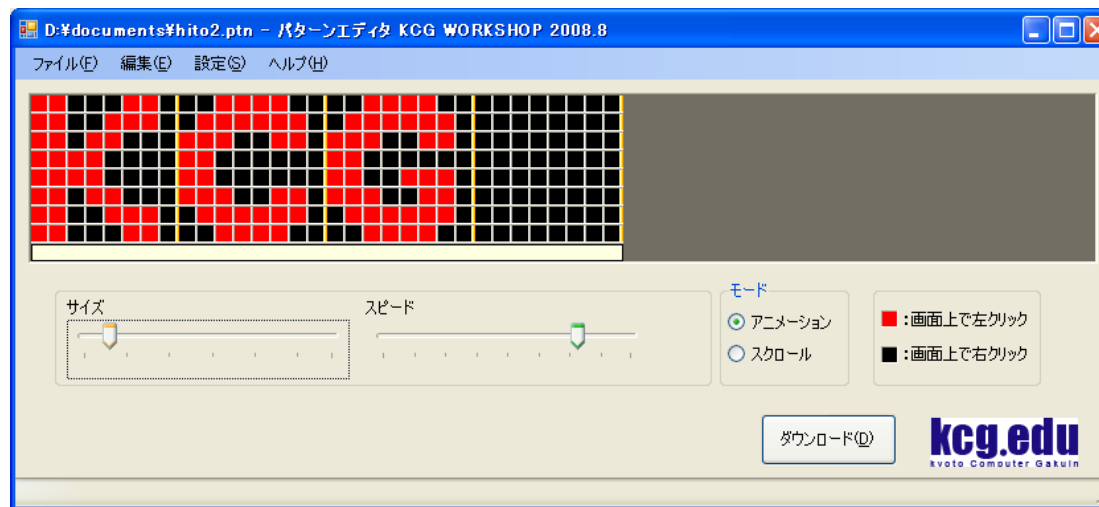 D:¥documents¥hito2.ptn - パターンエディタ KCG WORKSHOP 2008.8
ファイル(F) 編集(E) 設定(S) ヘルプ(H)
KCG
サイズ
スピード
モード
アニメーション
スクロール
:画面上で左クリック
:画面上で右クリック
ダウンロード(D)
kcg.edu
kyoto Computer Gakuin